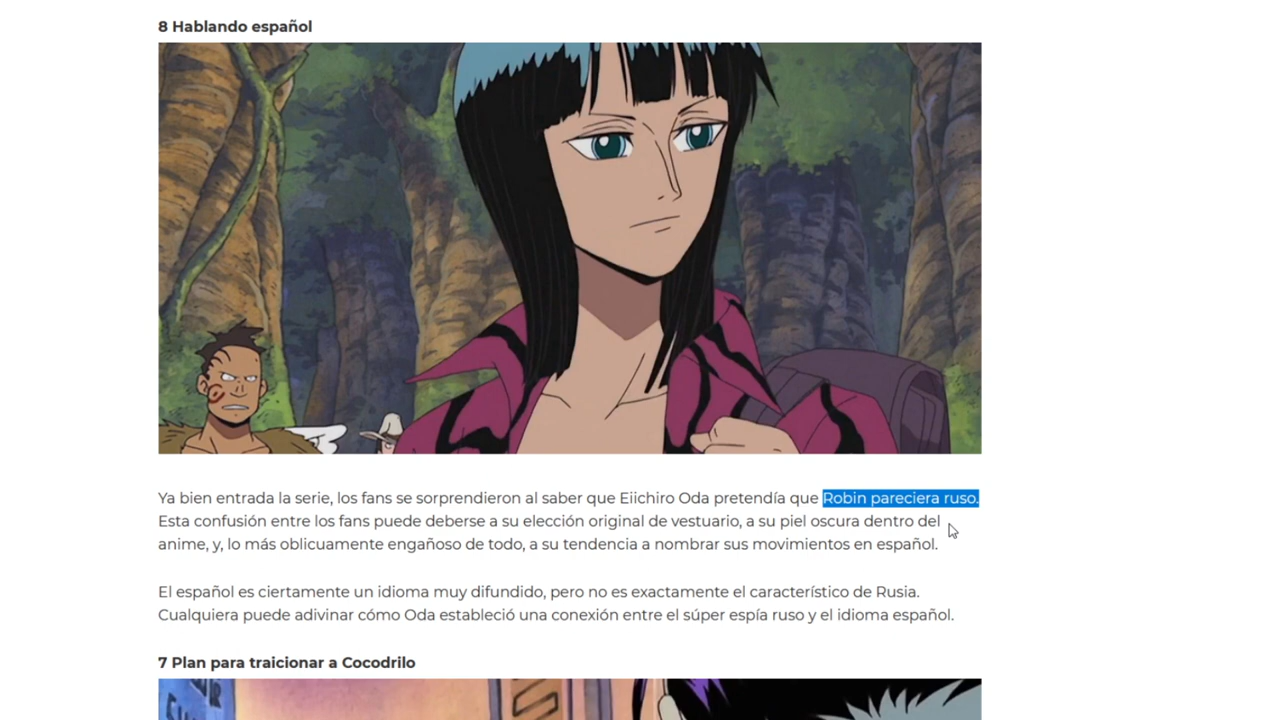 8 Hablando español
Ya bien entrada la serie, los fans se sorprendieron al saber que Eiichiro Oda pretendía que Robin pareciera ruso.
Esta confusión entre los fans puede deberse a su elección original de vestuario, a su piel oscura dentro del
anime, y, lo más oblicuamente engañoso de todo, a su tendencia a nombrar sus movimientos en español.
El español es ciertamente un idioma muy difundido, pero no es exactamente el característico de Rusia.
Cualquiera puede adivinar cómo Oda estableció una conexión entre el súper espía ruso y el idioma español.
7 Plan para traicionar a Cocodrilo